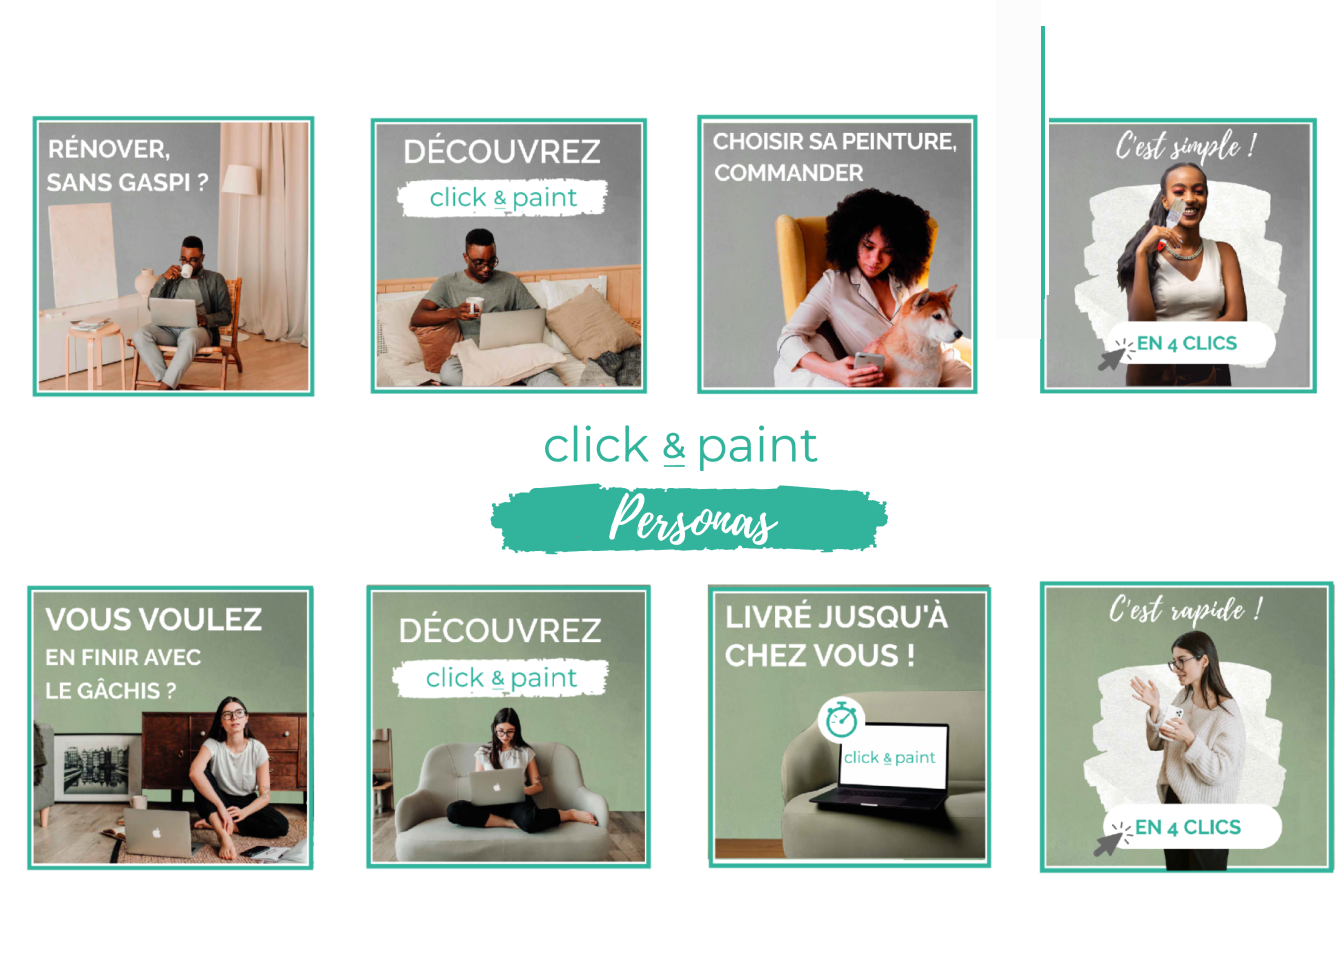 RÉNOVER,
SANS GASPI ?
DÉCOUVREZ
click & paint
CHOISIR SA PEINTURE,
COMMANDER
C'est simple !
EN 4 CLICS
click & paint
Personas
VOUS VOULEZ
EN FINIR AVEC
LE GÂCHIS ?
DÉCOUVREZ
click & paint
LIVRÉ JUSQU'À
CHEZ VOUS !
click & paint
C'est rapide !
EN 4 CLICS